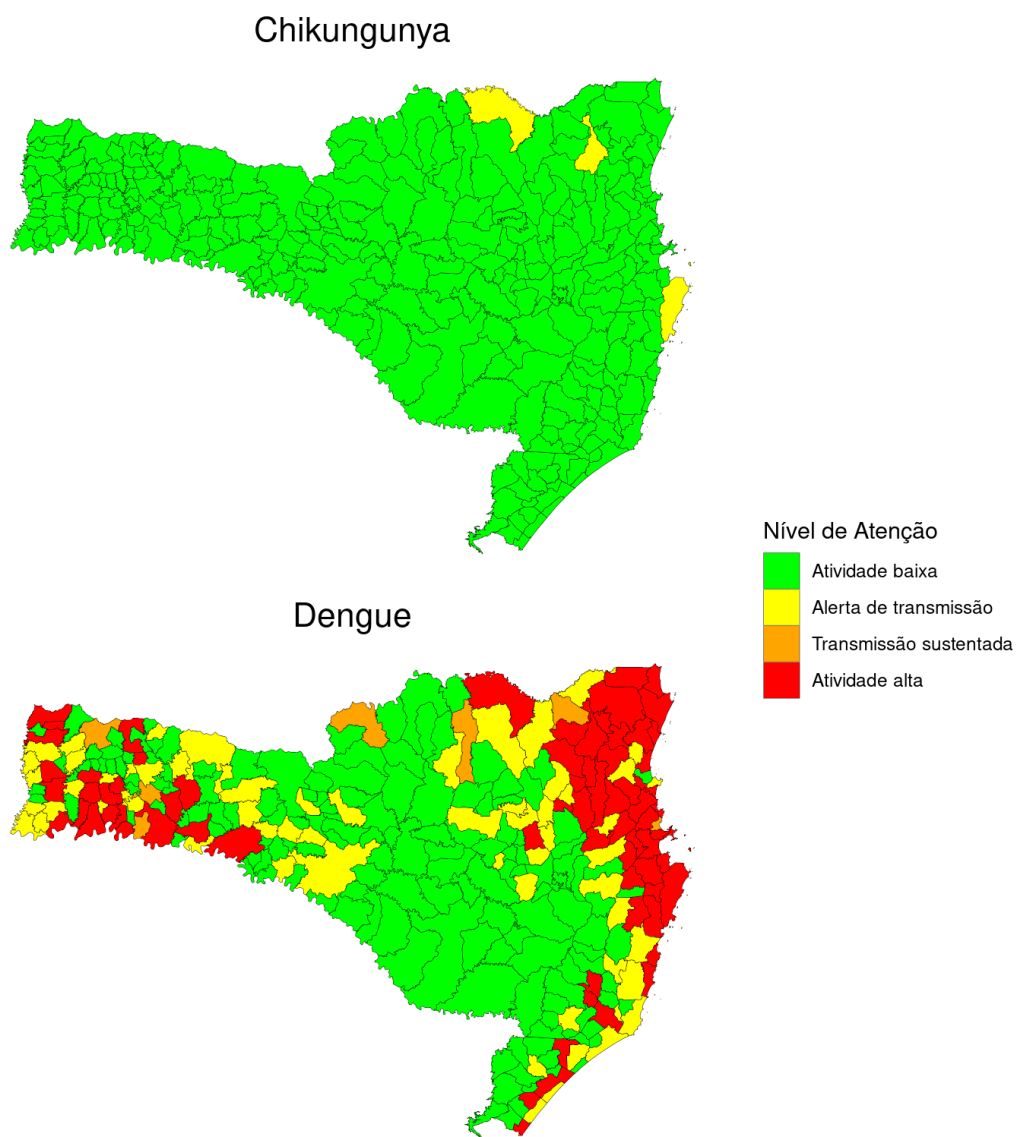 Chikungunya
Nível de Atenção
Atividade baixa
Alerta de transmissão
Transmissão sustentada
Atividade alta
Dengue